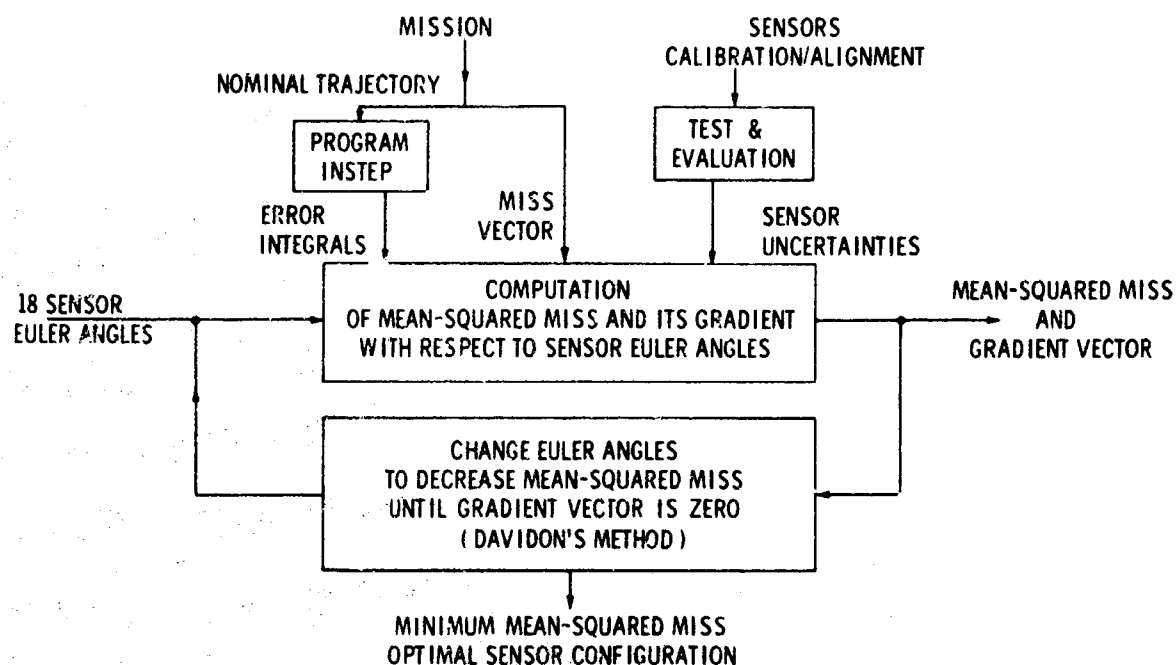 MISSION
SENSORS
CALIBRATION/ALIGNMENT
NOMINAL TRAJECTORY
PROGRAM
INSTEP
TEST &
EVALUATION
ERROR
INTEGRALS
MISS
VECTOR
SENSOR
UNCERTAINTIES
18 SENSOR
EULER ANGLES
COMPUTATION
OF MEAN-SQUARED MISS AND ITS GRADIENT
WITH RESPECT TO SENSOR EULER ANGLES
MEAN-SQUARED MISS
AND
GRADIENT VECTOR
CHANGE EULER ANGLES
TO DECREASE MEAN-SQUARED MISS
UNTIL GRADIENT VECTOR IS ZERO
( DAVIDON'S METHOD )
MINIMUM MEAN-SQUARED MISS
OPTIMAL SENSOR CONFIGURATION